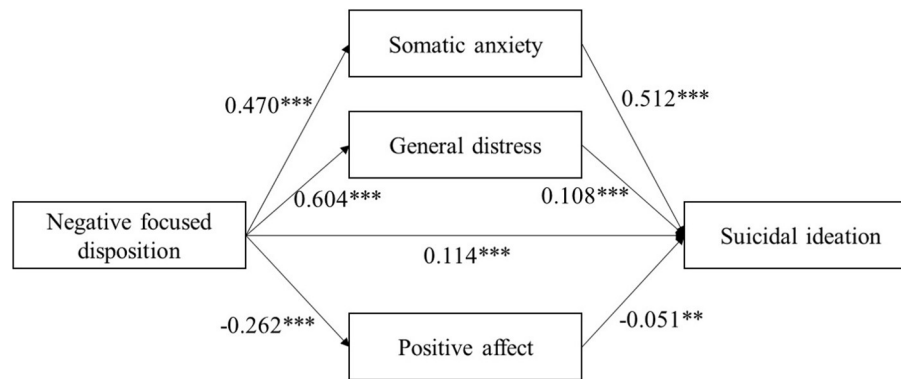 Somatic anxiety
0.470***
0.512***
General distress
0.604***
0.108***
Negative focused
disposition
Suicidal ideation
0.114***
-0.262***
-0.051**
Positive affect